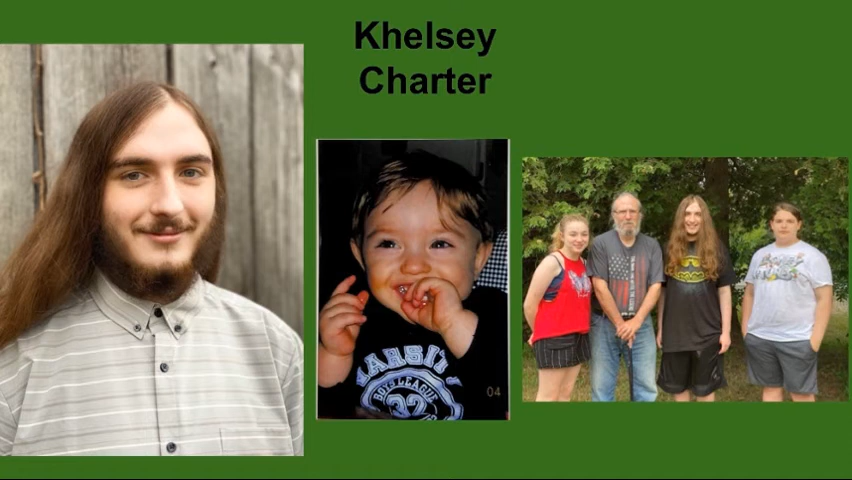 Khelsey
Charter
VARSITY
BOYS LEAGUE
32
04